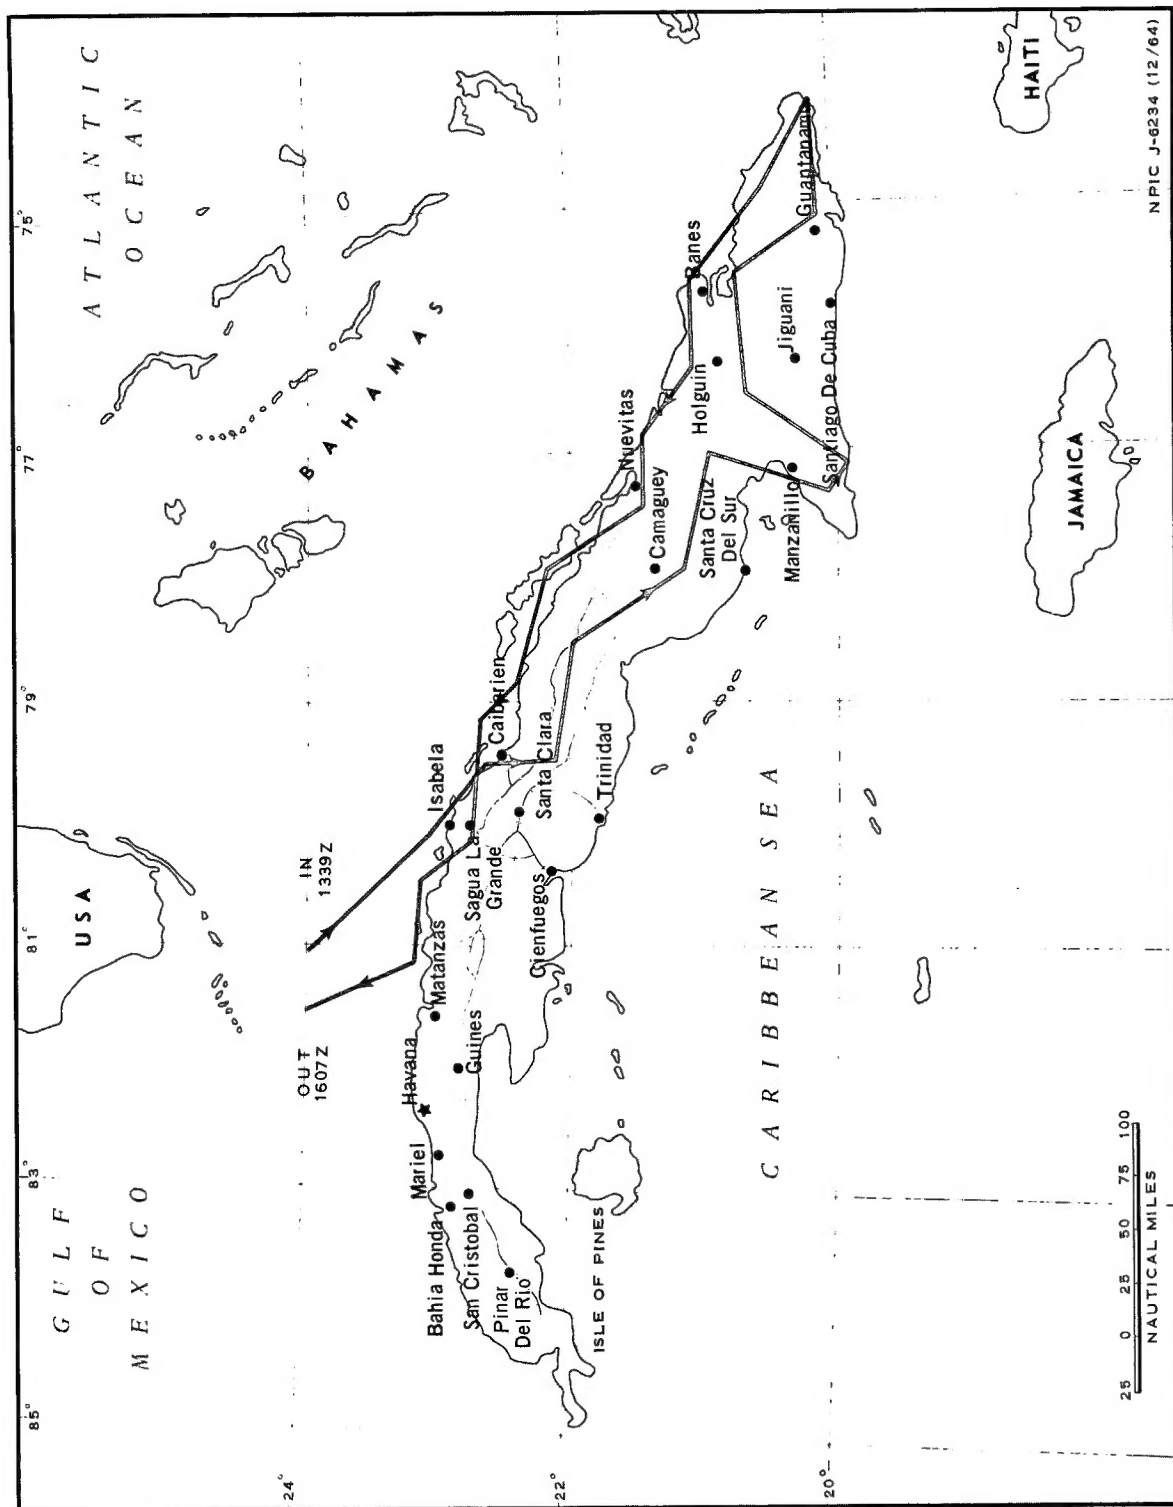 85°
83°
81°
79°
77°
75°
GULF
OF
MEXICO
USA
ATLANTIC
OCEAN
BAHAMAS
24°
OUT
1607Z
IN
1339Z
Havana
Mariel
Bahia Honda
San Cristobal
Pinar
Del Rio
Matanzas
Guines
Isabela
Sagua La
Grande
Caibarien
Santa Clara
Cienfuegos
Trinidad
22°
Nuevitas
Camaguey
Santa Cruz
Del Sur
Holguin
Banes
Jiguani
Manzanillo
Santiago De Cuba
Guantanamo
ISLE OF PINES
CARIBBEAN SEA
20°
JAMAICA
HAITI
25 0 25 50 75 100
NAUTICAL MILES
NPIC J-6234 (12/64)